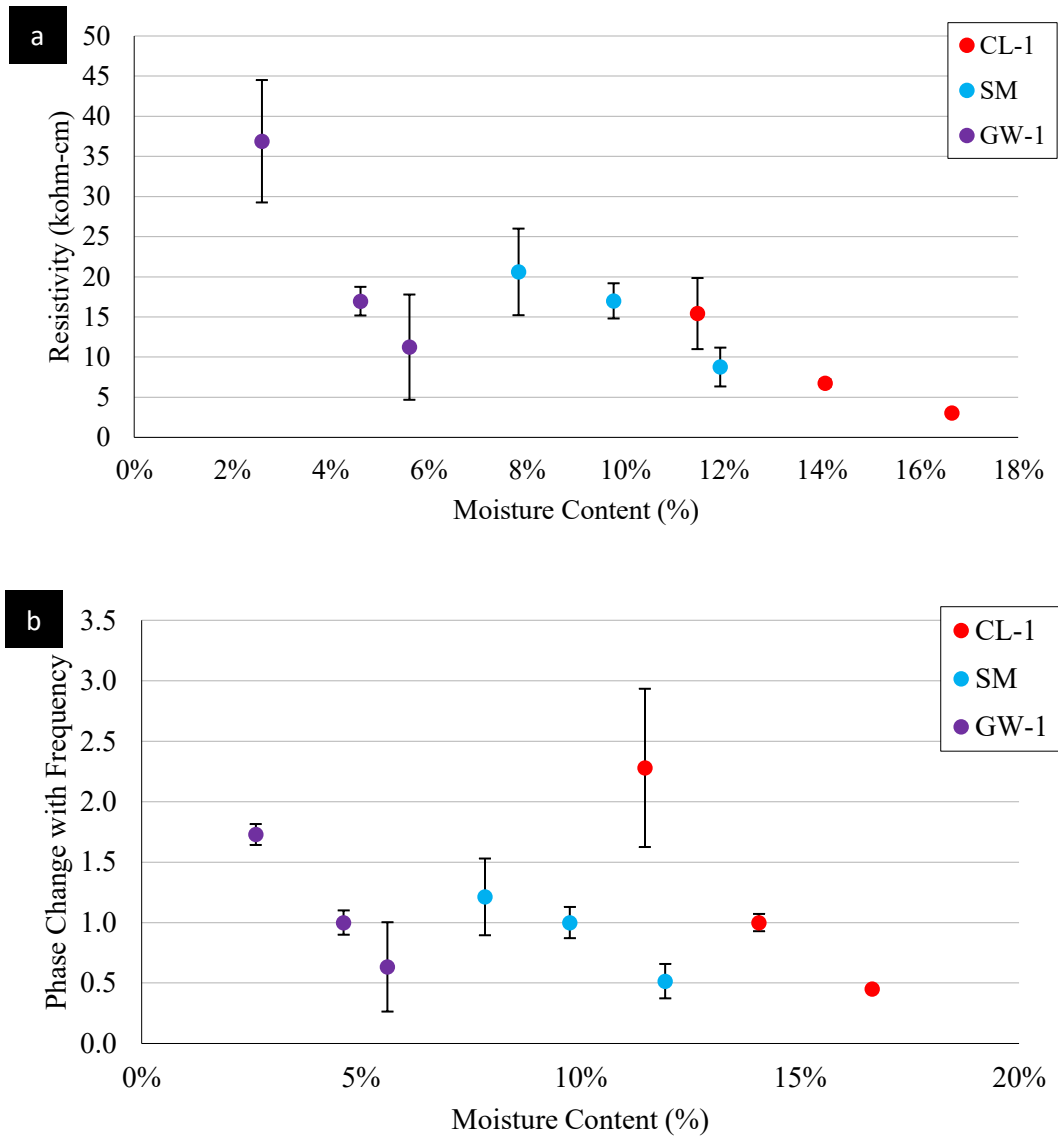 a
50
45
40
35
30
25
20
15
10
5
0
Resistivity (kohm-cm)
CL-1
SM
GW-1
0% 2% 4% 6% 8% 10% 12% 14% 16% 18%
Moisture Content (%)
b
3.5
3.0
2.5
2.0
1.5
1.0
0.5
0.0
Phase Change with Frequency
CL-1
SM
GW-1
0% 5% 10% 15% 20%
Moisture Content (%)